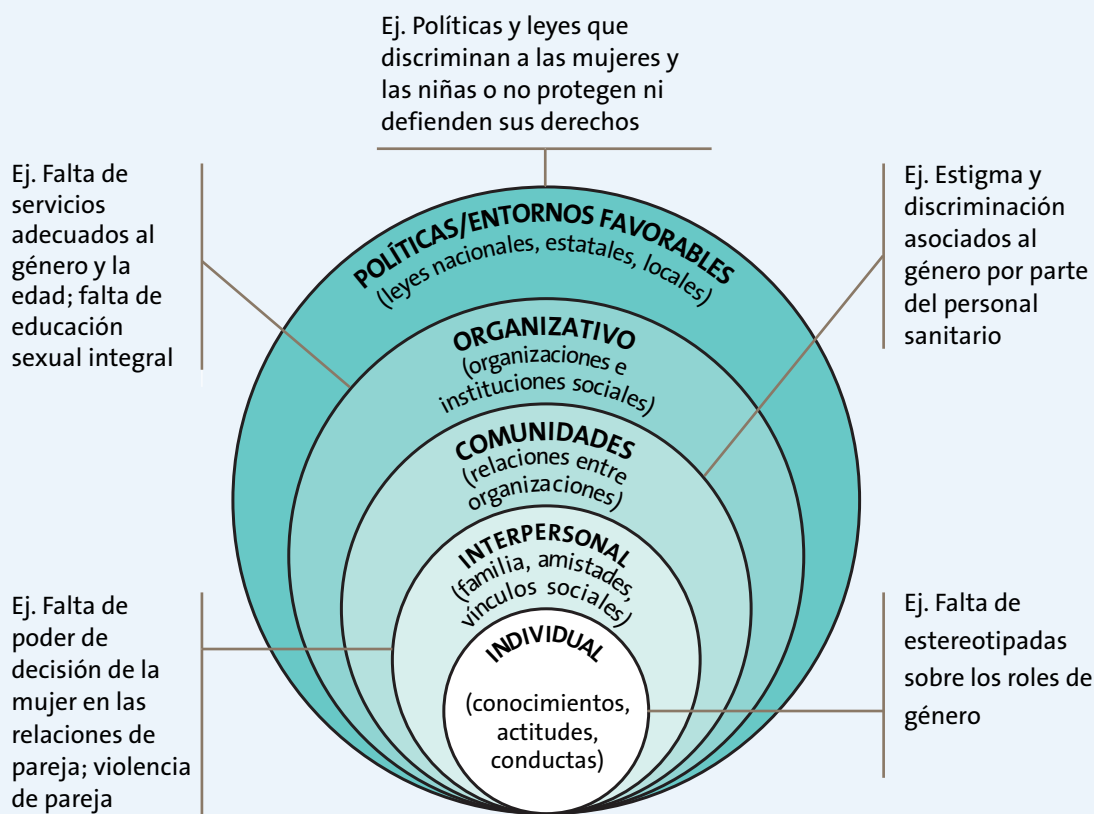 Ej. Políticas y leyes que
discriminan a las mujeres y
las niñas o no protegen ni
defienden sus derechos
Ej. Falta de
servicios
adecuados al
género y la
edad; falta de
educación
sexual integral
Ej. Estigma y
discriminación
asociados al
género por parte
del personal
sanitario
POLÍTICAS/ENTORNOS FAVORABLES
(leyes nacionales, estatales, locales)
ORGANIZATIVO
(organizaciones e
instituciones sociales)
COMUNIDADES
(relaciones entre
organizaciones)
INTERPERSONAL
(familia, amistades,
vínculos sociales)
INDIVIDUAL
(conocimientos,
actitudes,
conductas)
Ej. Falta de
poder de
decisión de la
mujer en las
relaciones de
pareja; violencia
de pareja
Ej. Falta de
estereotipadas
sobre los roles de
género